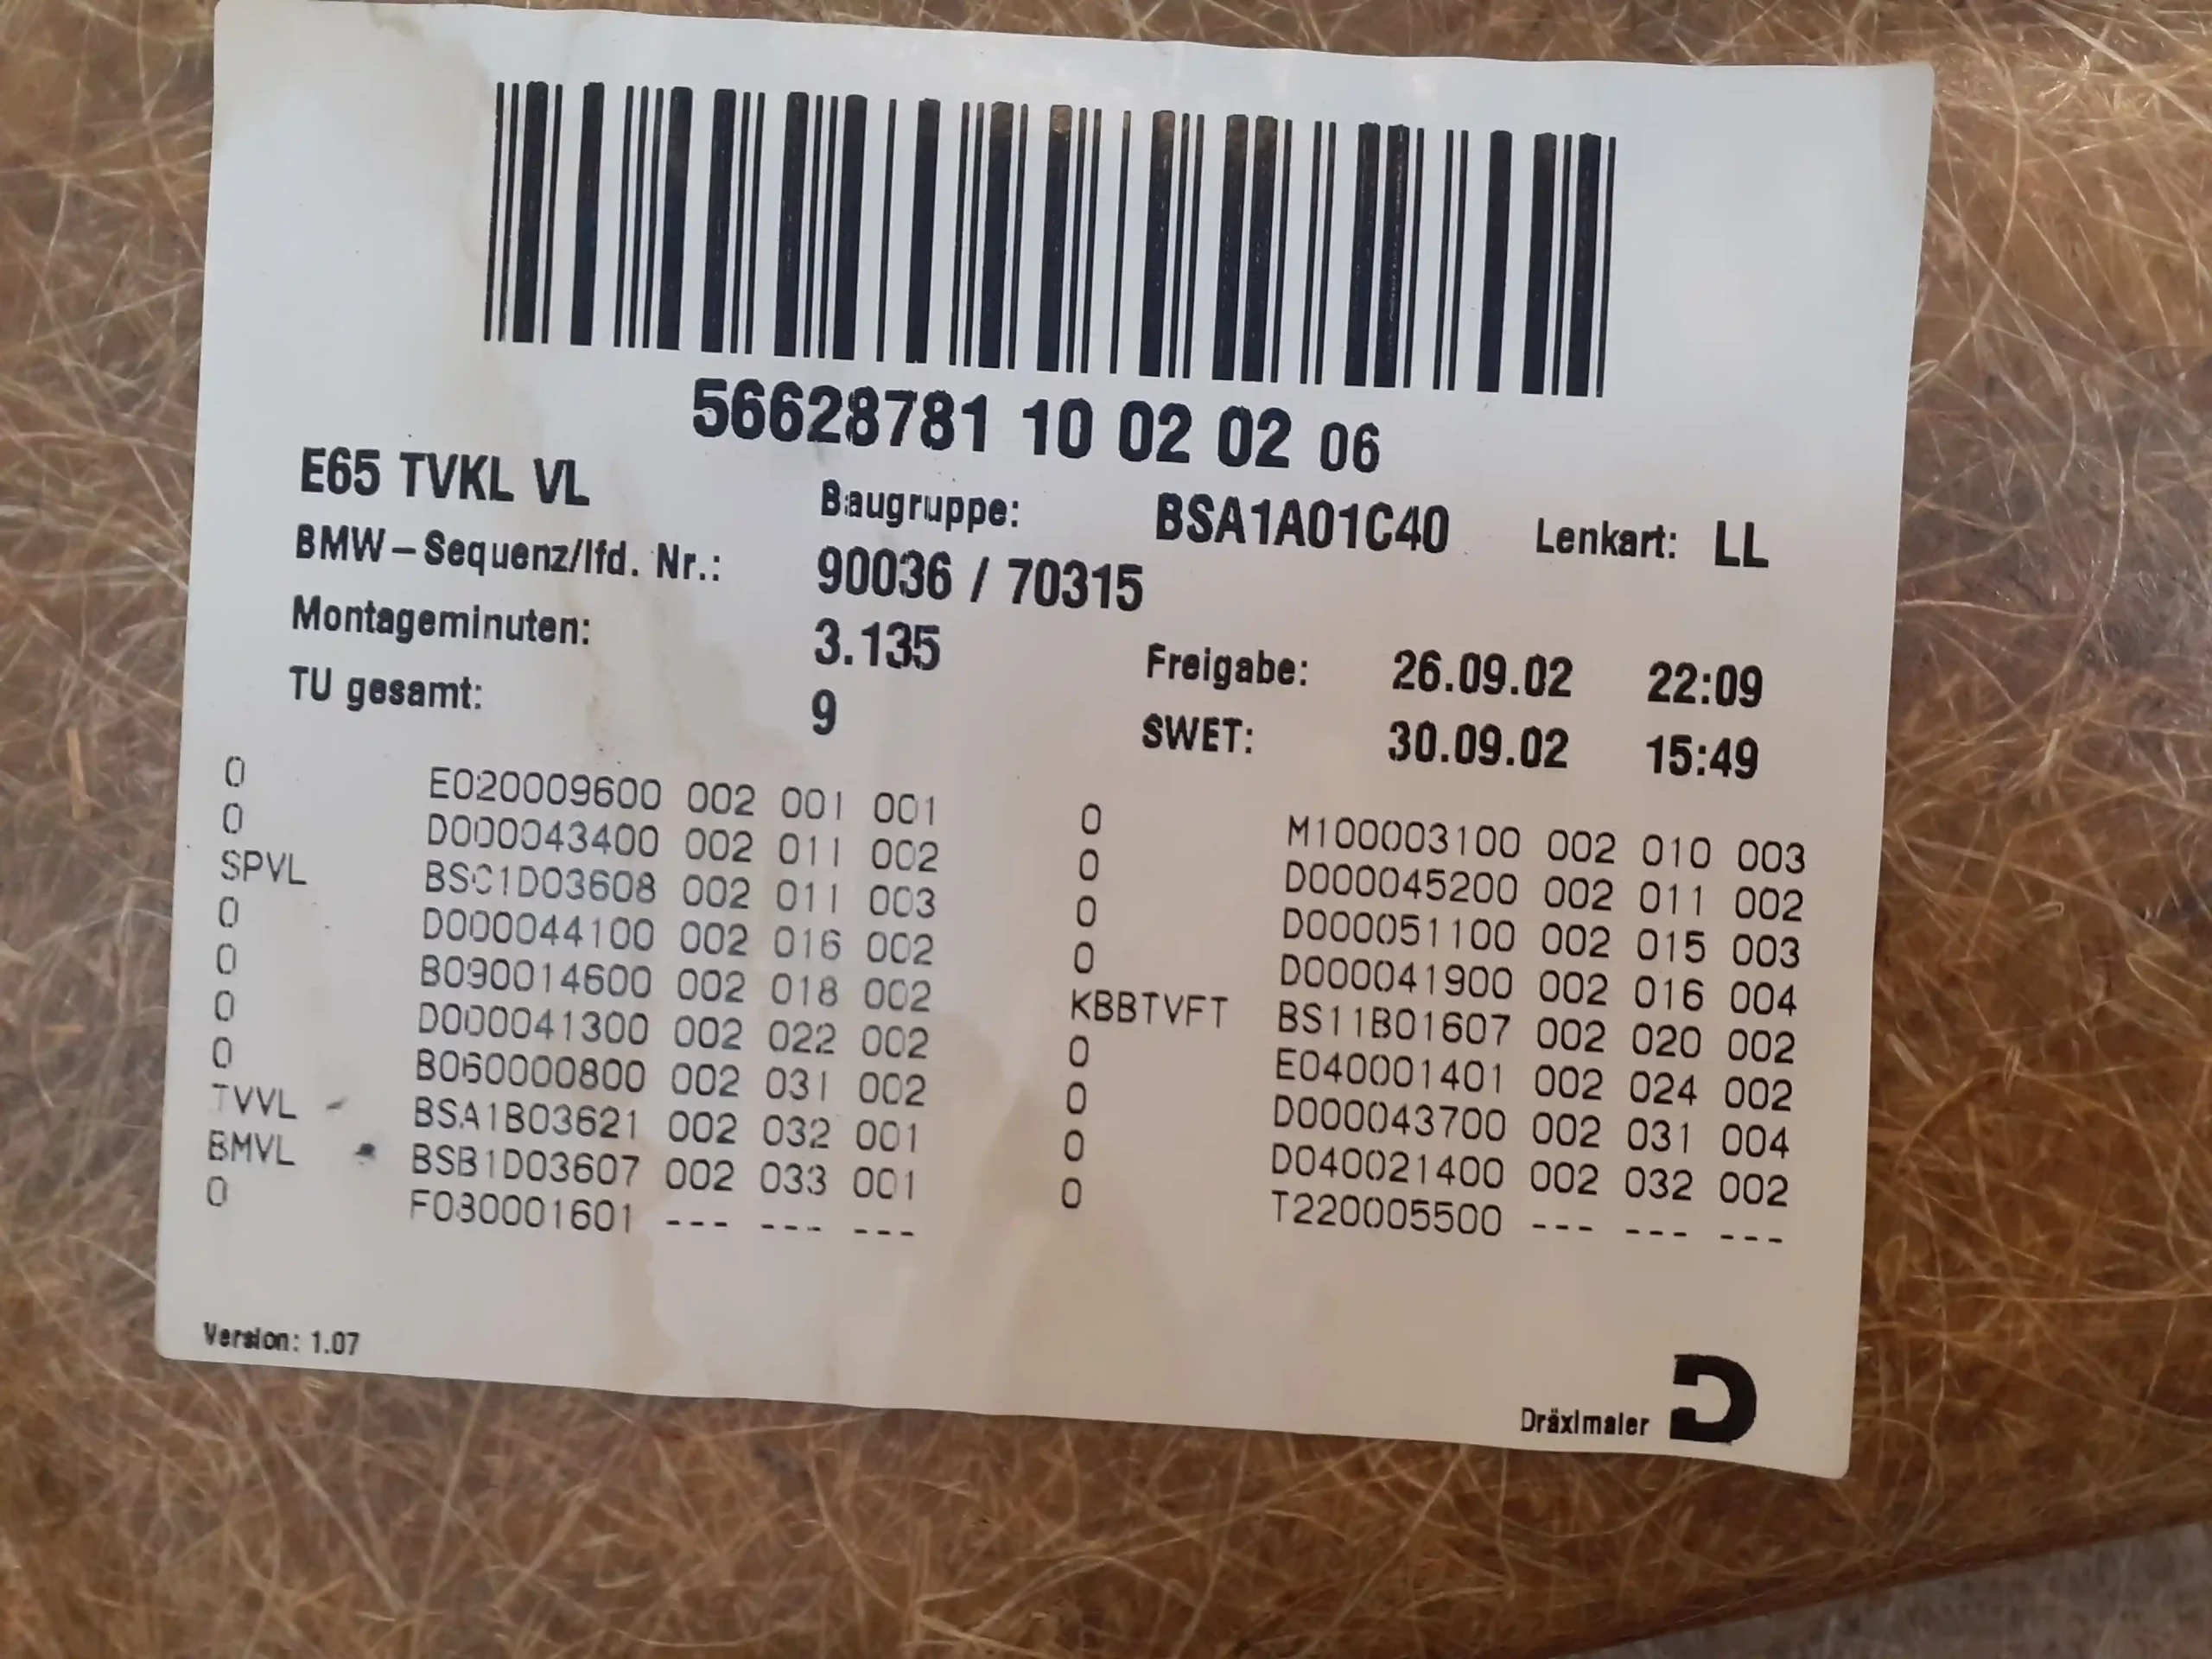 56628781 10 02 02 06
E65 TVKL VL Baugruppe: BSA1A01C40 Lenkart: LL
BMW-Sequenz/lfd. Nr.: 90036 / 70315
Montageminuten: 3.135 Freigabe: 26.09.02 22:09
TU gesamt: 9 SWET: 30.09.02 15:49
0 E020009600 002 001 001 0 M100003100 002 010 003
0 D000043400 002 011 002 0 D000045200 002 011 002
SPVL BSC1D03608 002 011 003 0 D000051100 002 015 003
0 D000044100 002 016 002 0 D000041900 002 016 004
0 B090014600 002 018 002 KBBTVFT BS11B01607 002 020 002
0 D000041300 002 022 002 0 E040001401 002 024 002
0 B060000800 002 031 002 0 D000043700 002 031 004
TVVL BSA1B03621 002 032 001 0 D040021400 002 032 002
BMVL BSB1D03607 002 033 001 0 T220005500 --- --- ---
0 F030001601 --- --- ---
Version: 1.07
Dräxlmaier